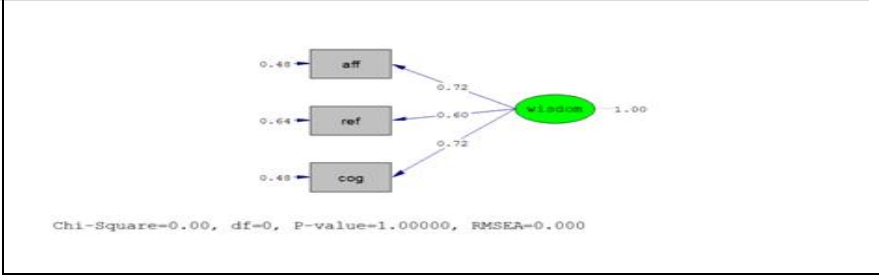 0.48
aff
0.72
wisdom
1.00
0.64
ref
0.60
0.72
0.48
cog
Chi-Square=0.00, df=0, P-value=1.00000, RMSEA=0.000